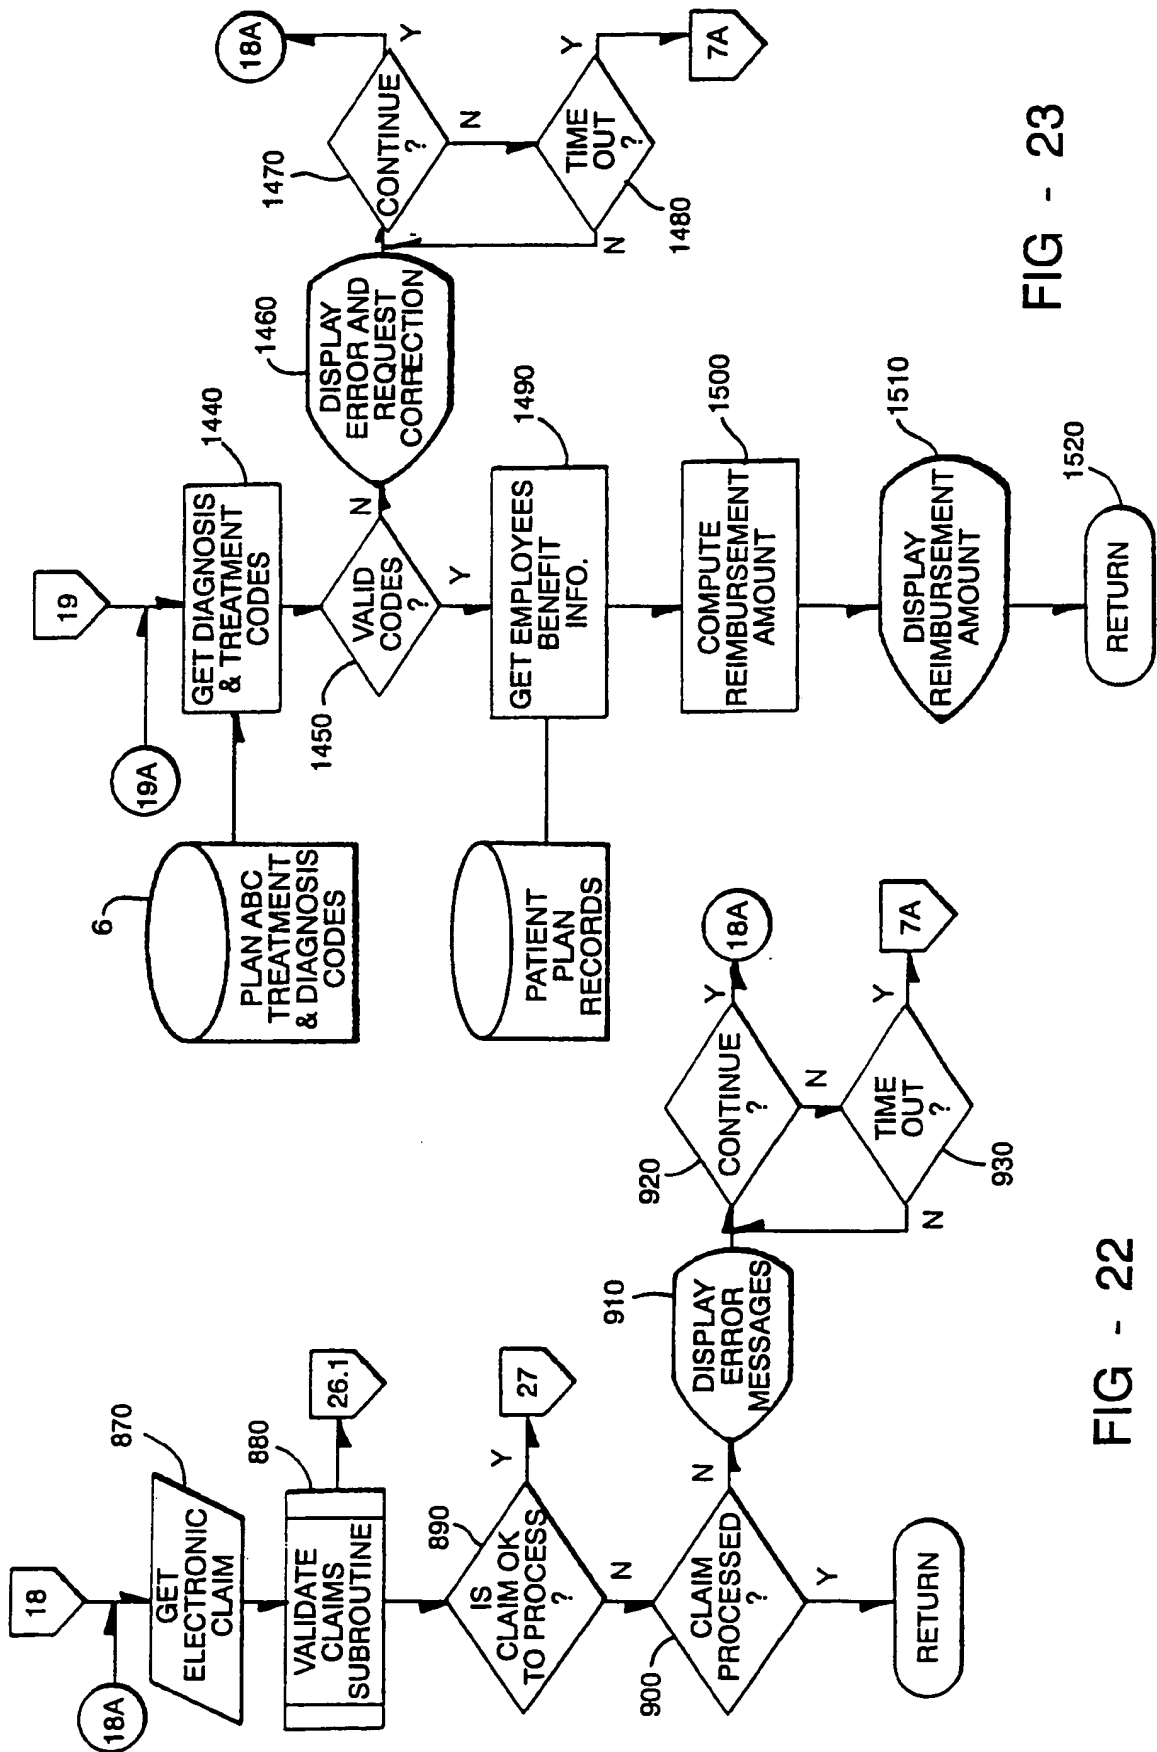 18
18A
870
GET
ELECTRONIC
CLAIM
880
VALIDATE
CLAIMS
SUBROUTINE
26.1
890
IS
CLAIM OK
TO PROCESS
?
Y
27
N
900
CLAIM
PROCESSED
?
N
Y
RETURN
910
DISPLAY
ERROR
MESSAGES
920
CONTINUE
?
Y
18A
N
TIME
OUT
?
930
Y
7A
N
FIG - 22
19
19A
6
PLAN ABC
TREATMENT
& DIAGNOSIS
CODES
1440
GET DIAGNOSIS
& TREATMENT
CODES
1450
VALID
CODES
?
N
Y
1460
DISPLAY
ERROR AND
REQUEST
CORRECTION
1470
CONTINUE
?
Y
18A
N
TIME
OUT
?
1480
Y
7A
N
PATIENT
PLAN
RECORDS
1490
GET EMPLOYEES
BENEFIT
INFO.
1500
COMPUTE
REIMBURSEMENT
AMOUNT
1510
DISPLAY
REIMBURSEMENT
AMOUNT
1520
RETURN
FIG - 23